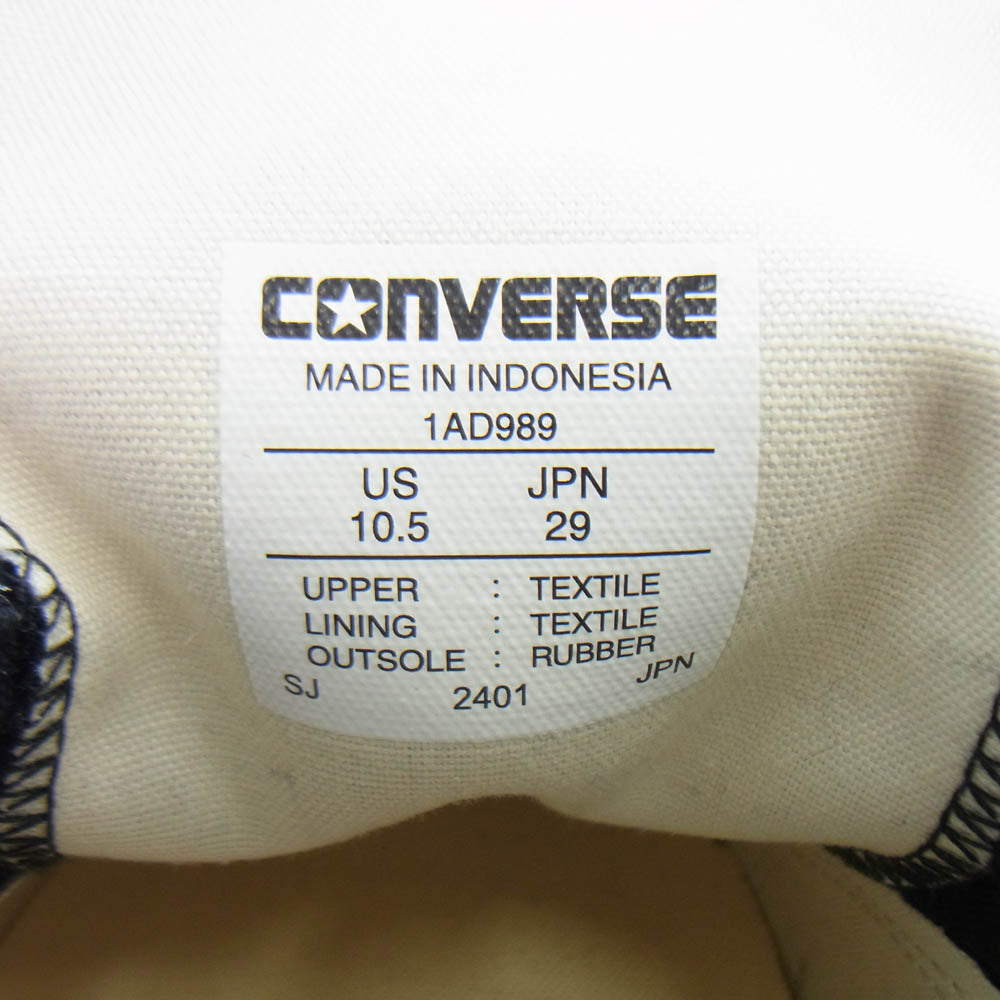 CONVERSE
MADE IN INDONESIA
1AD989
US JPN
10.5 29
UPPER : TEXTILE
LINING : TEXTILE
OUTSOLE : RUBBER
SJ 2401 JPN